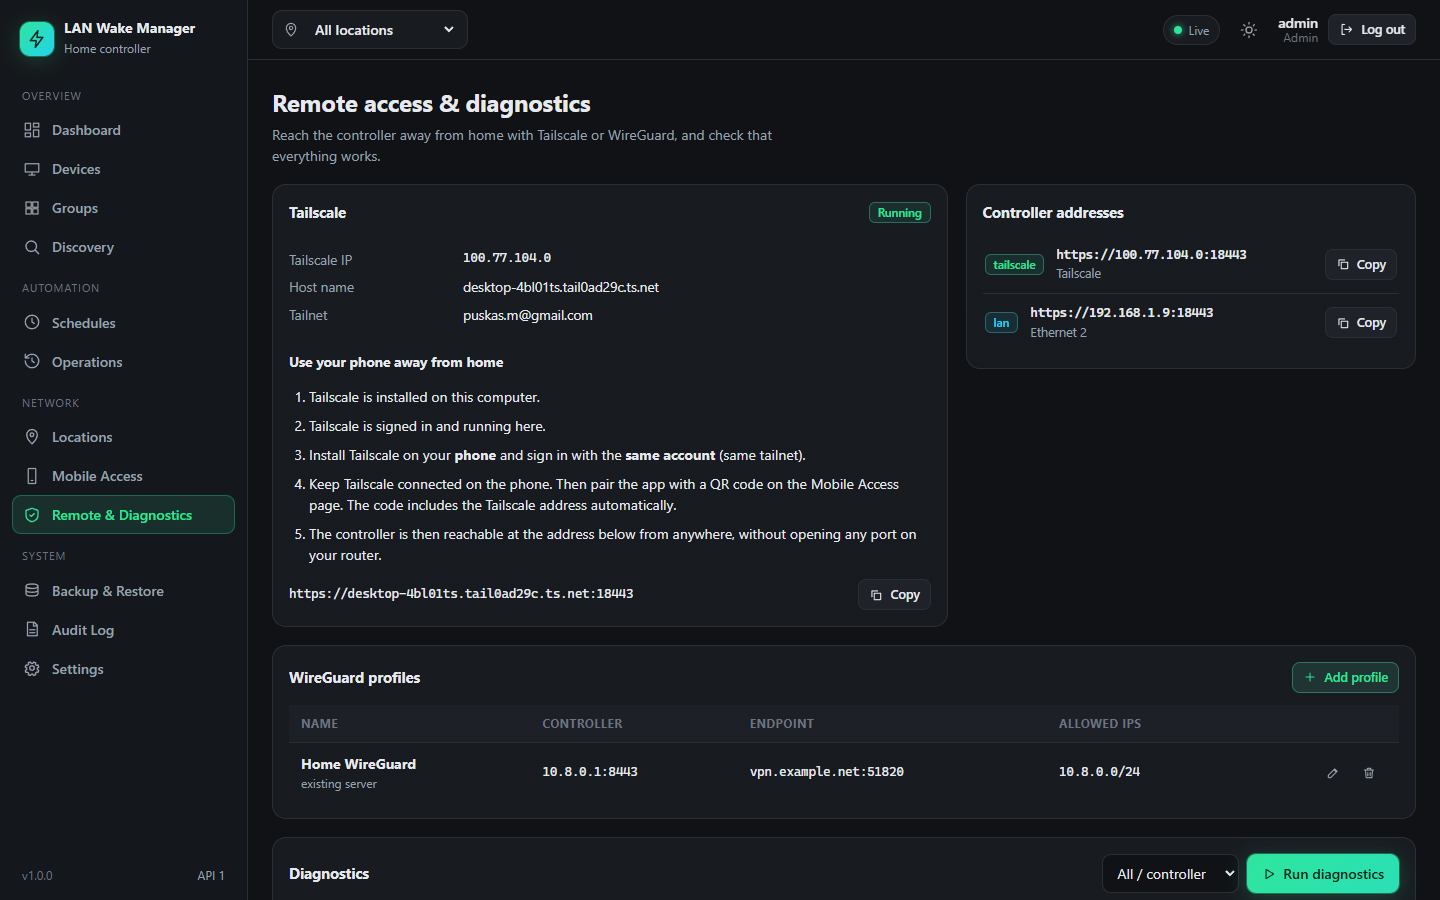 LAN Wake Manager
Home controller
OVERVIEW
Dashboard
Devices
Groups
Discovery
AUTOMATION
Schedules
Operations
NETWORK
Locations
Mobile Access
Remote & Diagnostics
SYSTEM
Backup & Restore
Audit Log
Settings
v1.0.0
API 1
All locations
Live
admin
Admin
Log out
Remote access & diagnostics
Reach the controller away from home with Tailscale or WireGuard, and check that
everything works.
Tailscale
Running
Tailscale IP
100.77.104.0
Host name
desktop-4bl01ts.tail0ad29c.ts.net
Tailnet
puskas.m@gmail.com
Use your phone away from home
1. Tailscale is installed on this computer.
2. Tailscale is signed in and running here.
3. Install Tailscale on your phone and sign in with the same account (same tailnet).
4. Keep Tailscale connected on the phone. Then pair the app with a QR code on the Mobile Access
page. The code includes the Tailscale address automatically.
5. The controller is then reachable at the address below from anywhere, without opening any port on
your router.
https://desktop-4bl01ts.tail0ad29c.ts.net:18443
Copy
Controller addresses
tailscale
https://100.77.104.0:18443
Tailscale
Copy
lan
https://192.168.1.9:18443
Ethernet 2
Copy
WireGuard profiles
Add profile
NAME CONTROLLER ENDPOINT ALLOWED IPS
Home WireGuard
existing server
10.8.0.1:8443
vpn.example.net:51820
10.8.0.0/24
Diagnostics
All / controller
Run diagnostics